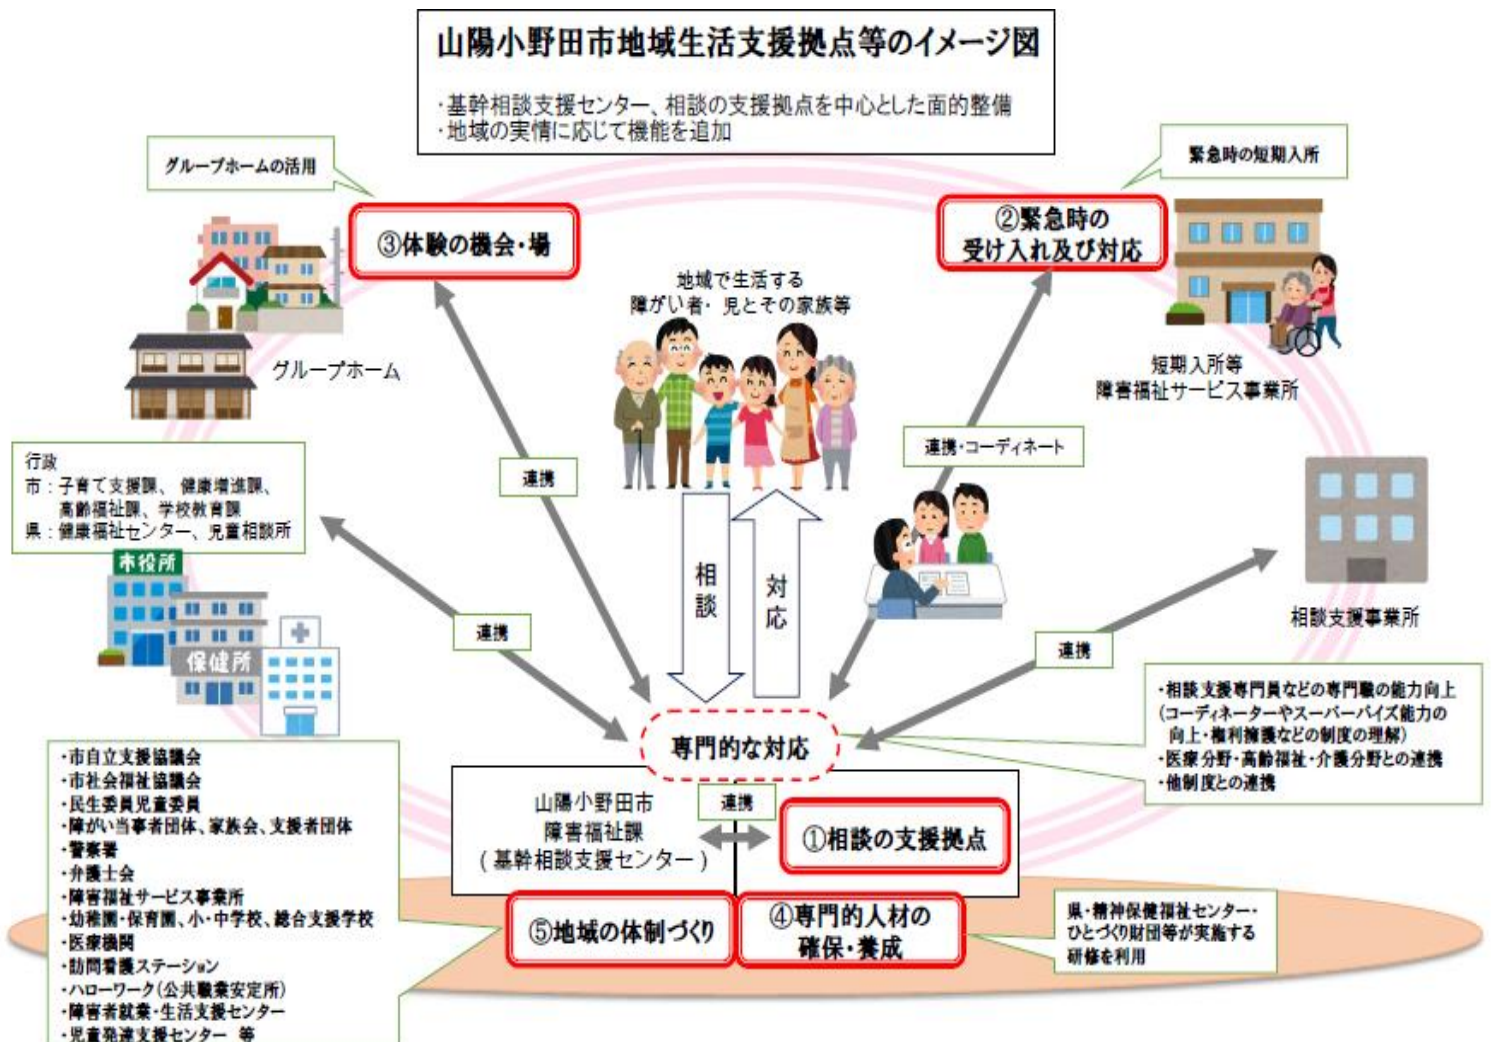 山陽小野田市地域生活支援拠点等のイメージ図
・基幹相談支援センター、相談の支援拠点を中心とした面的整備
・地域の実情に応じて機能を追加
グループホームの活用
③体験の機会・場
グループホーム
緊急時の短期入所
②緊急時の
受け入れ及び対応
短期入所等
障害福祉サービス事業所
地域で生活する
障がい者・児とその家族等
行政
市：子育て支援課、健康増進課、
高齢福祉課、学校教育課
県：健康福祉センター、児童相談所
市役所
保健所
連携
連携
連携・コーディネート
連携
相談
対応
相談支援事業所
専門的な対応
・相談支援専門員などの専門職の能力向上
（コーディネーターやスーパーバイズ能力の
向上・権利擁護などの制度の理解）
・医療分野・高齢福祉・介護分野との連携
・他制度との連携
山陽小野田市
障害福祉課
（基幹相談支援センター）
連携
①相談の支援拠点
⑤地域の体制づくり
④専門的人材の
確保・養成
県・精神保健福祉センター・
ひとづくり財団等が実施する
研修を利用
・市自立支援協議会
・市社会福祉協議会
・民生委員児童委員
・障がい当事者団体、家族会、支援者団体
・警察署
・弁護士会
・障害福祉サービス事業所
・幼稚園・保育園、小・中学校、総合支援学校
・医療機関
・訪問看護ステーション
・ハローワーク（公共職業安定所）
・障害者就業・生活支援センター
・児童発達支援センター 等